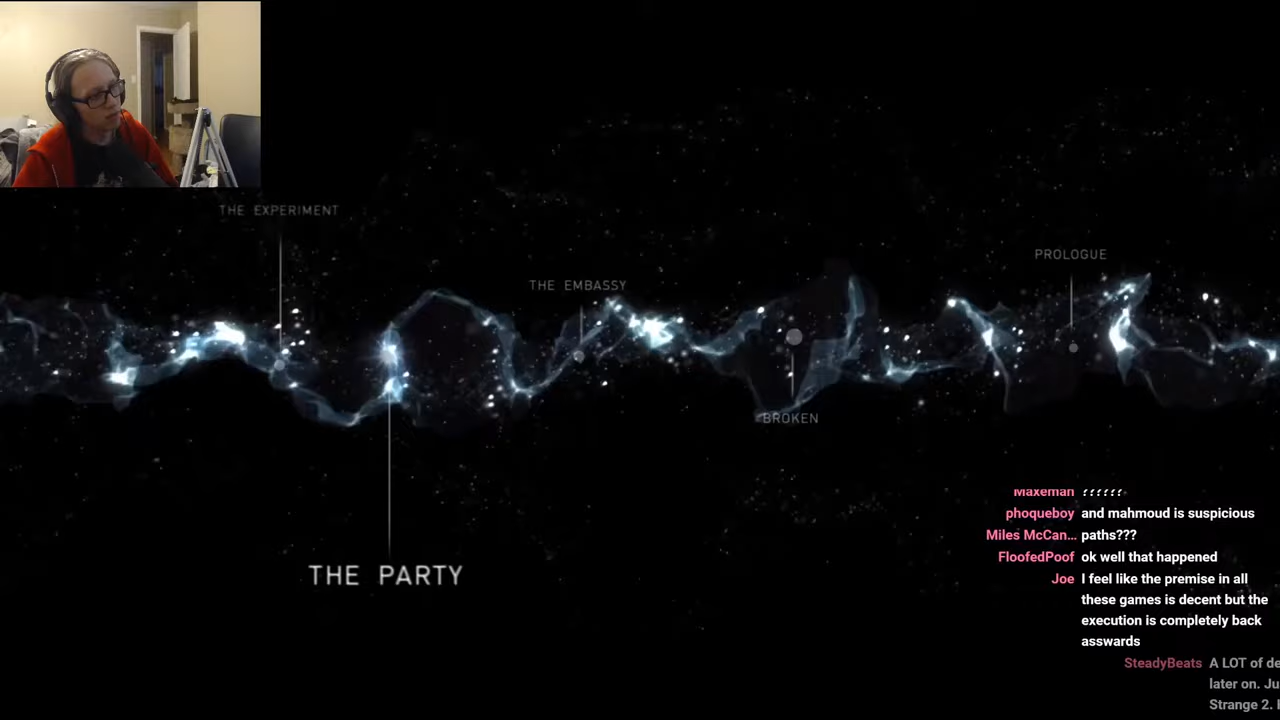 THE EXPERIMENT
PROLOGUE
THE EMBASSY
BROKEN
THE PARTY
Maxeman ??????
phoqueboy and mahmoud is suspicious
Miles McCan... paths???
FloofedPoof ok well that happened
Joe I feel like the premise in all
these games is decent but the
execution is completely back
asswards
SteadyBeats A LOT of de
later on. Ju
Strange 2.